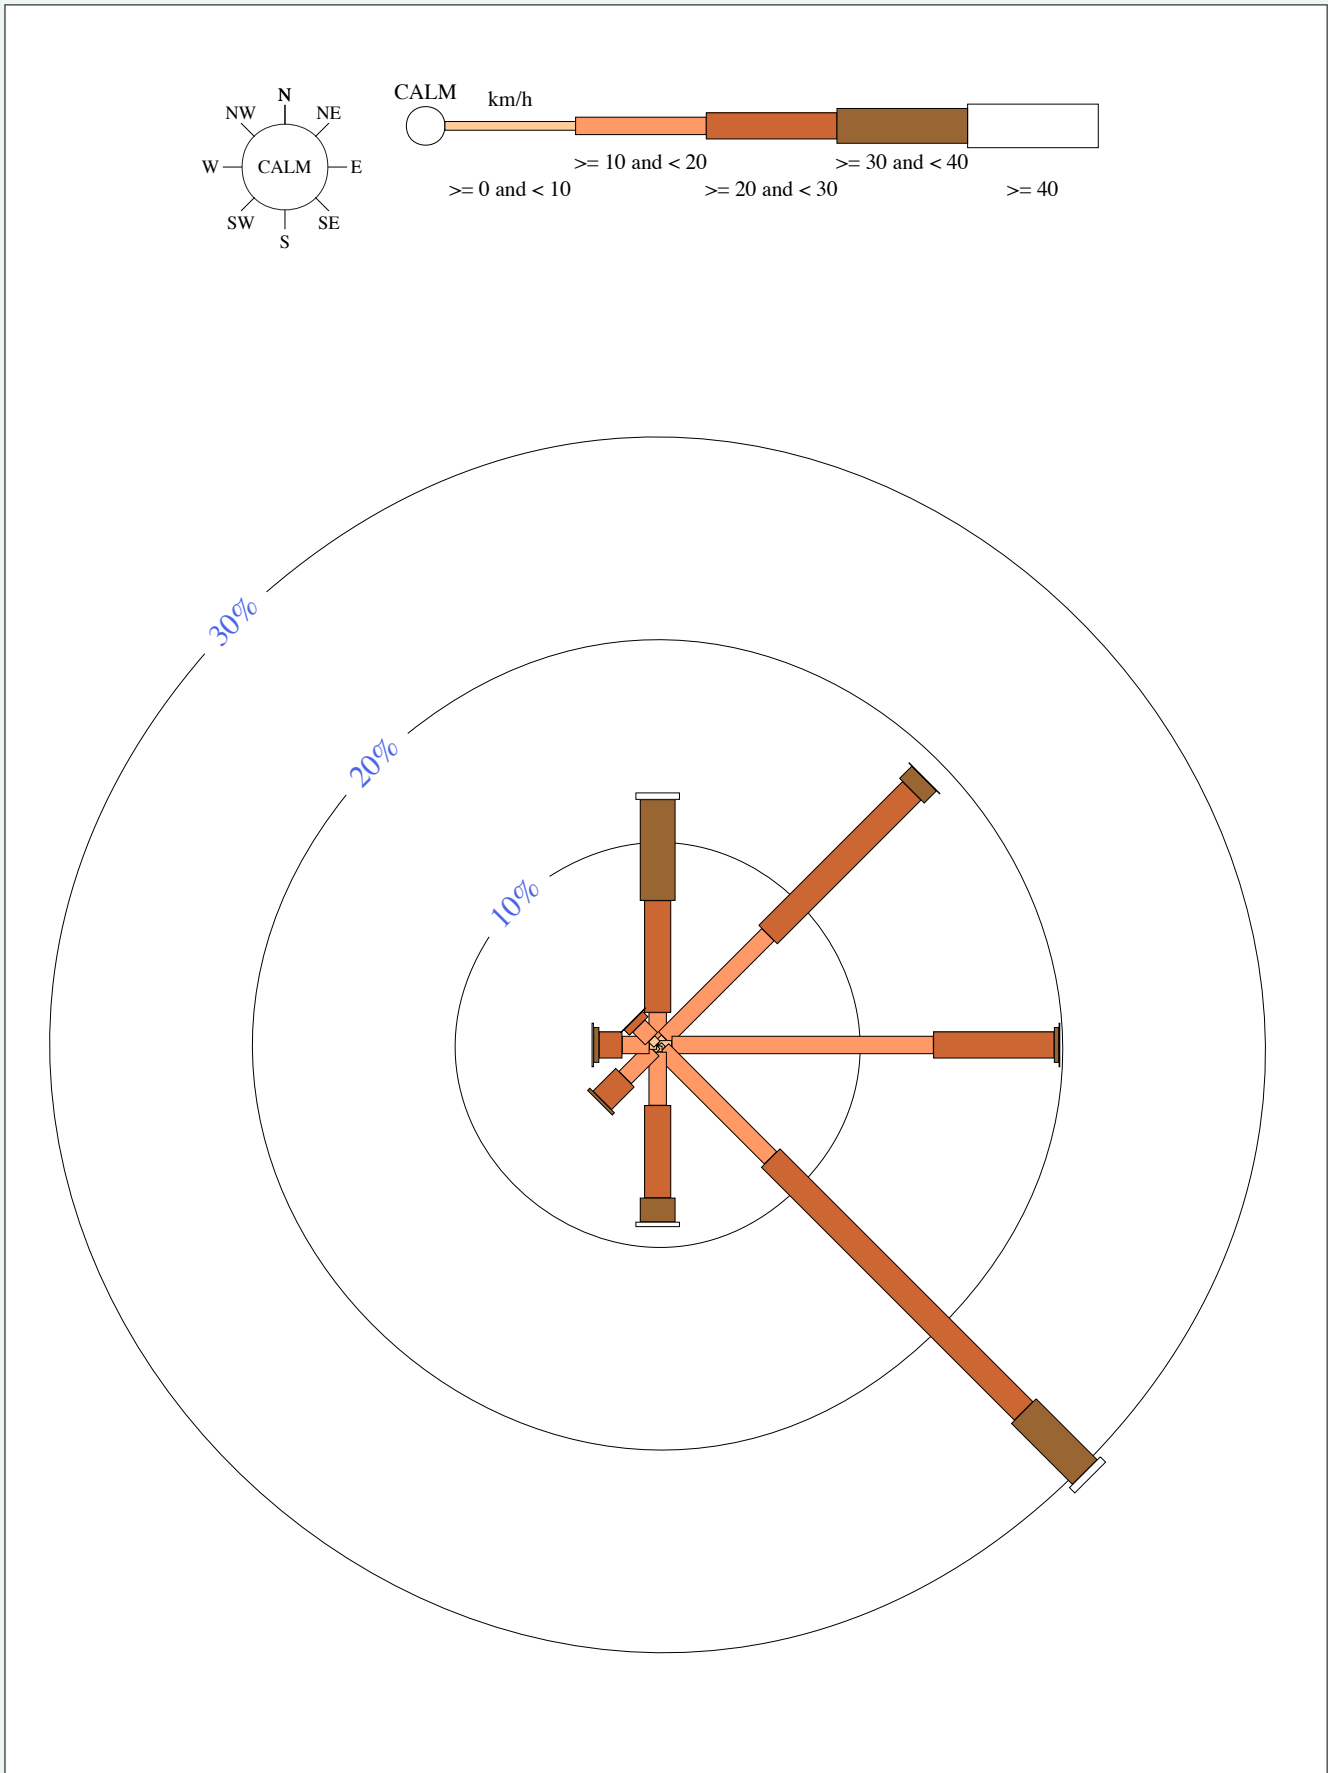 N
NW
NE
W
CALM
E
SW
SE
S
CALM
km/h
>= 10 and < 20
>= 30 and < 40
>= 0 and < 10
>= 20 and < 30
>= 40
30%
20%
10%